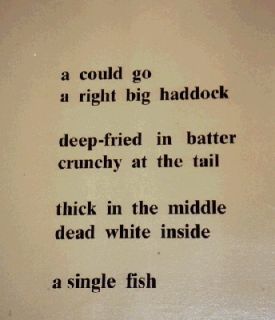 a could go
a right big haddock
deep-fried in batter
crunchy at the tail
thick in the middle
dead white inside
a single fish